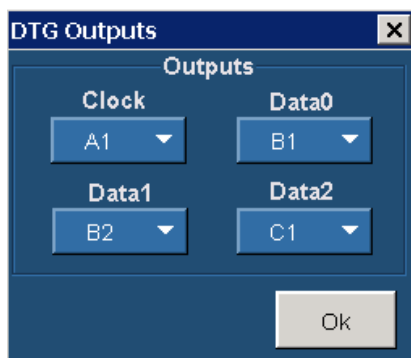 DTG Outputs
Outputs
Clock Data0
A1 B1
Data1 Data2
B2 C1
Ok